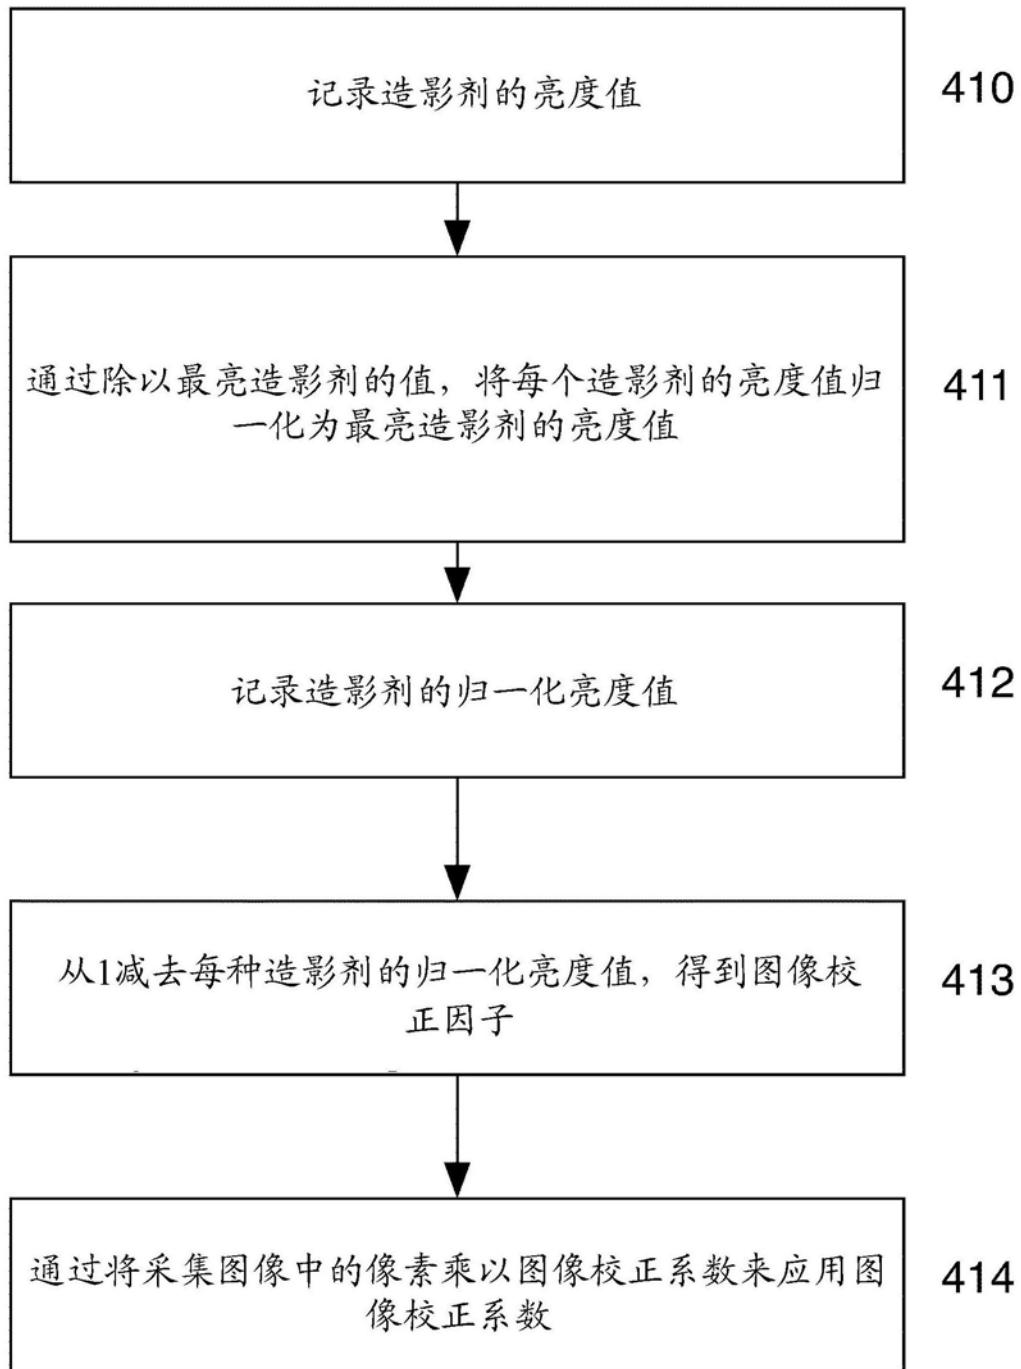 记录造影剂的亮度值
410
通过除以最亮造影剂的值，将每个造影剂的亮度值归
一化为最亮造影剂的亮度值
411
记录造影剂的归一化亮度值
412
从1减去每种造影剂的归一化亮度值，得到图像校
正因子
413
通过将采集图像中的像素乘以图像校正系数来应用图
像校正系数
414